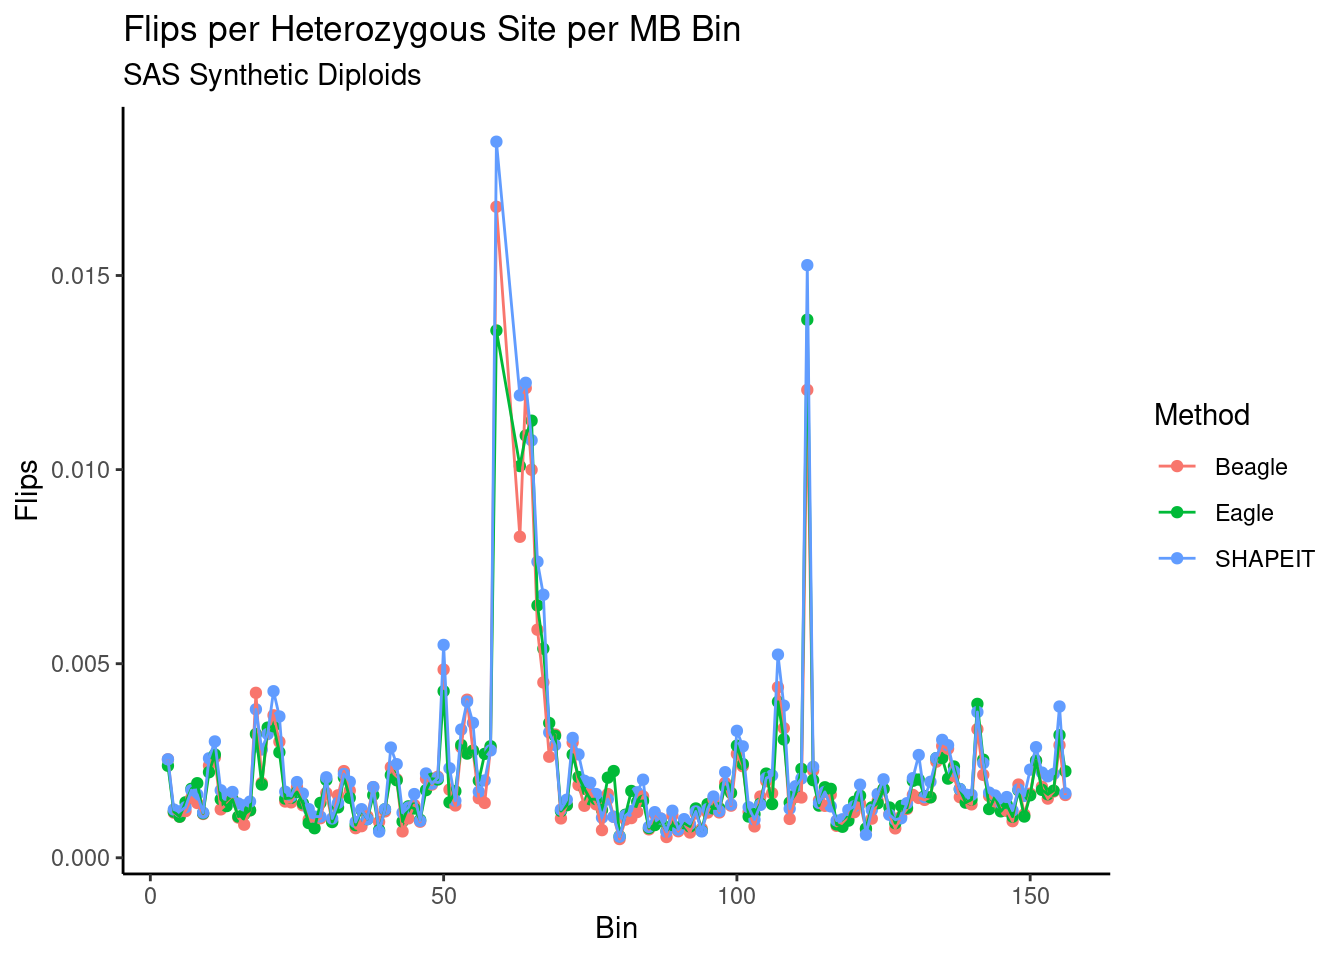 Flips per Heterozygous Site per MB Bin
SAS Synthetic Diploids
Flips
0.015
0.010
0.005
0.000
0
50
100
150
Bin
Method
Beagle
Eagle
SHAPEIT